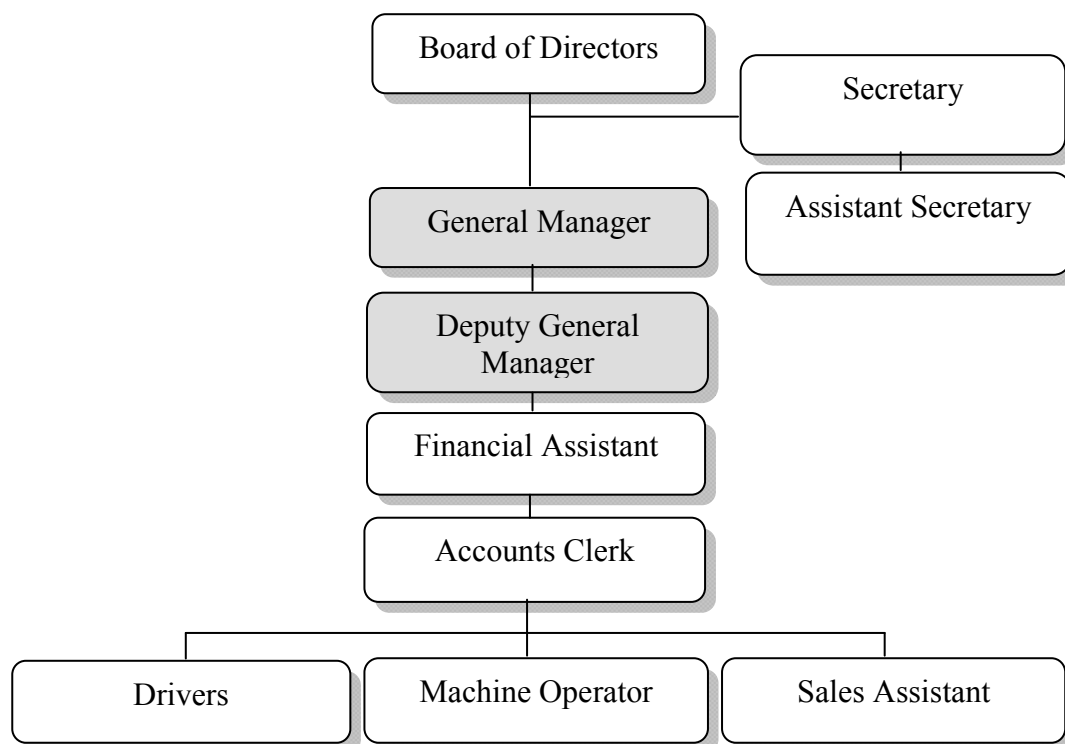 Board of Directors
Secretary
Assistant Secretary
General Manager
Deputy General
Manager
Financial Assistant
Accounts Clerk
Drivers
Machine Operator
Sales Assistant